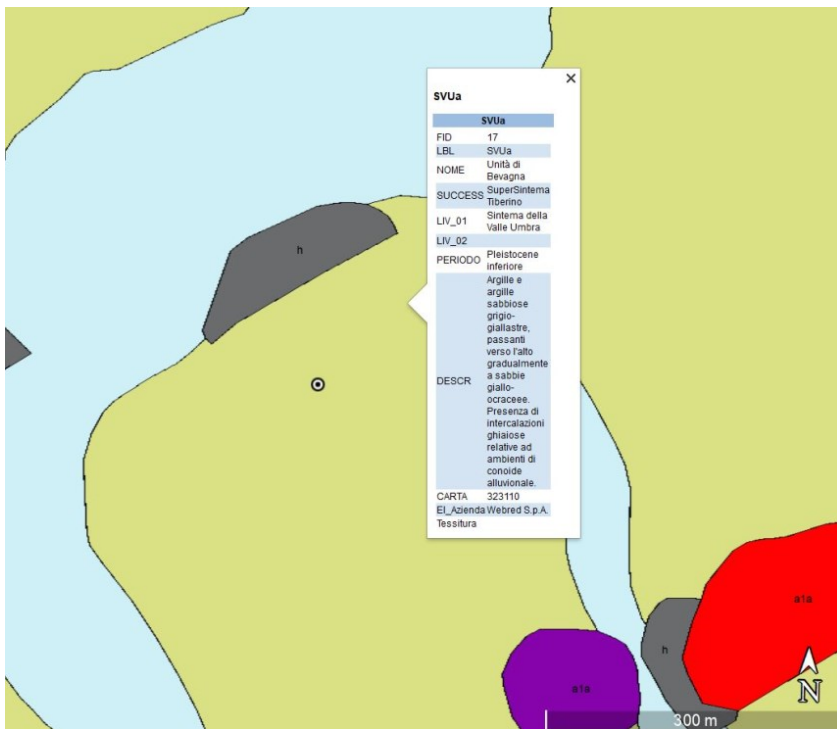 ✕
SVUa
SVUa
FID 17
LBL SVUa
NOME Unità di
Bevagna
SUCCESS SuperSintema
Tiberino
LIV_01 Sintema della
Valle Umbra
LIV_02
PERIODO Pleistocene
inferiore
DESCR Argille e
argille
sabbiose
grigio-
giallastre,
passanti
verso l'alto
gradualmente
a sabbie
giallo-
ocraceee.
Presenza di
intercalazioni
ghiaiose
relative ad
ambienti di
conoide
alluvionale.
CARTA 323110
El_Azienda Webred S.p.A.
Tessitura
h
a1a
h
a1a
N
300 m